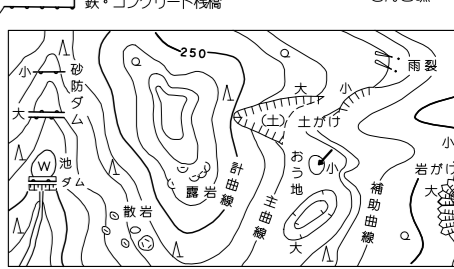 鉄・コンクリート桟橋
250
小
砂防ダム
大
W
池
ダム
散岩
露岩
計曲線
主曲線
大
小
(土)
土がけ
おう地
小
大
補助曲線
雨裂
小
岩がけ
大